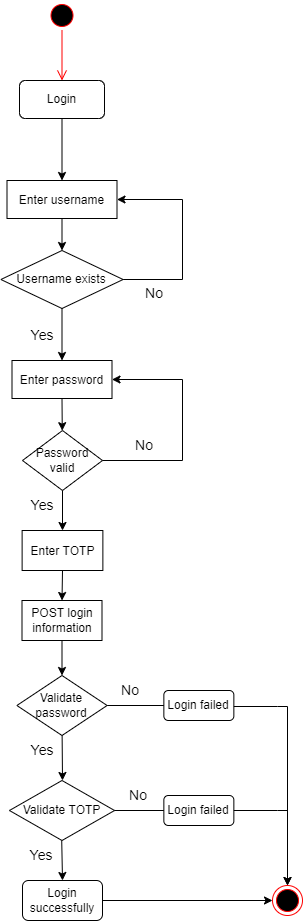 Login
Enter username
Username exists
No
Yes
Enter password
Password
valid
No
Yes
Enter TOTP
POST login
information
Validate
password
No
Login failed
Yes
Validate TOTP
No
Login failed
Yes
Login
successfully